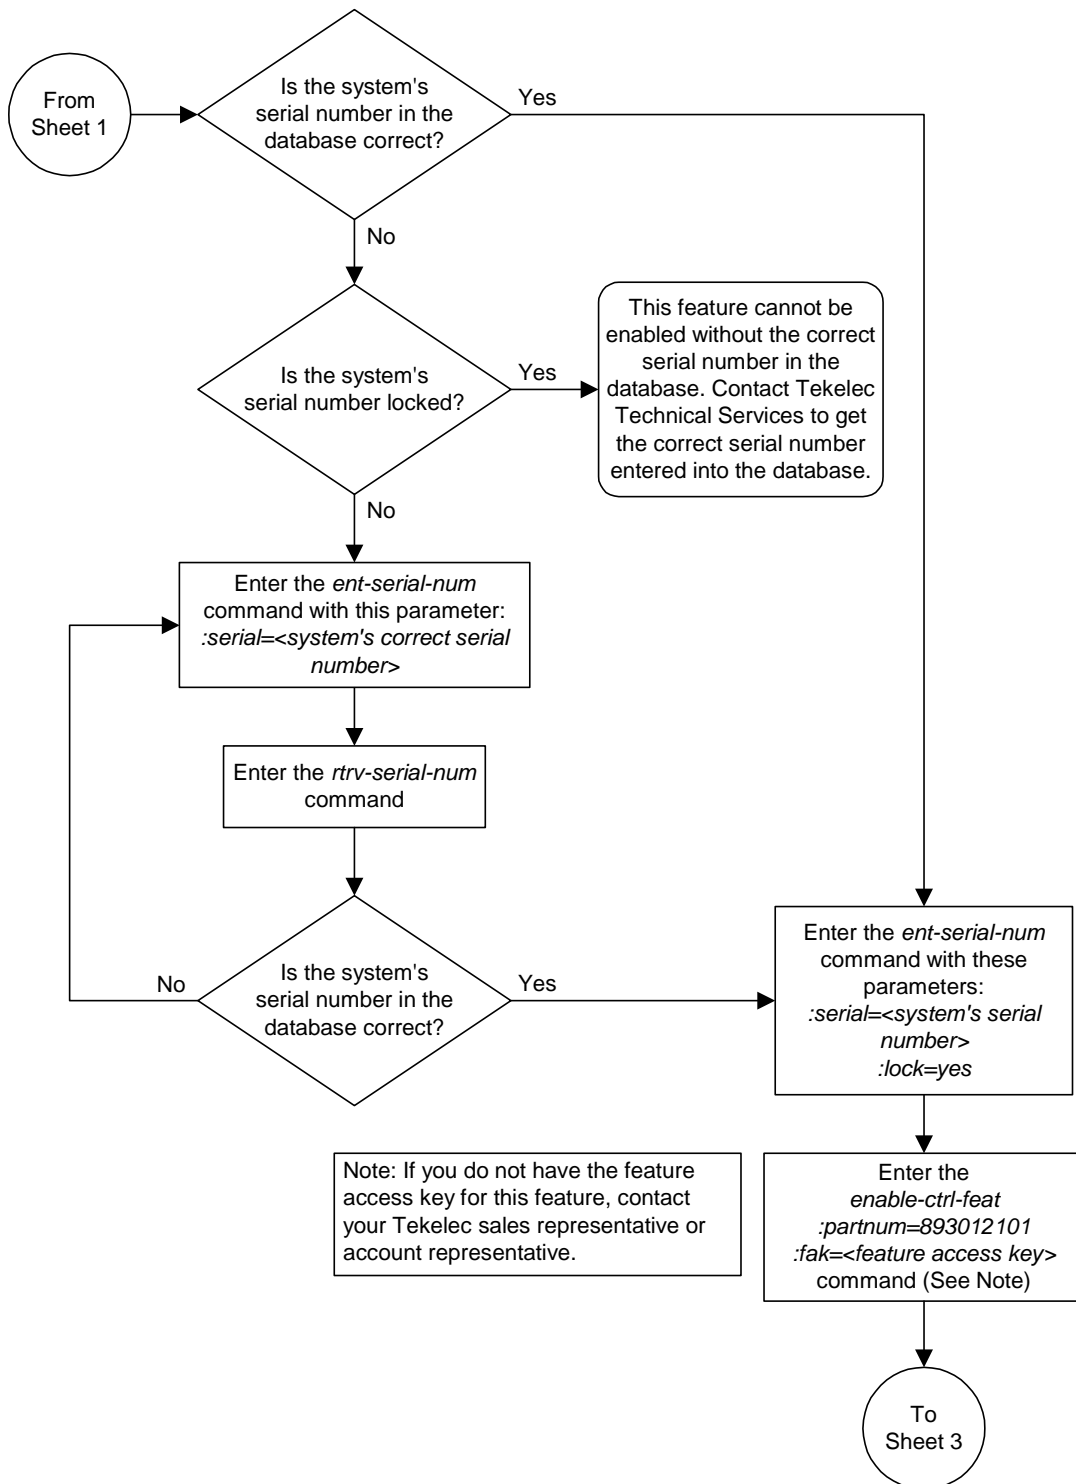 From
Sheet 1
Is the system's
serial number in the
database correct?
Yes
No
Is the system's
serial number locked?
Yes
This feature cannot be
enabled without the correct
serial number in the
database. Contact Tekelec
Technical Services to get
the correct serial number
entered into the database.
No
Enter the ent-serial-num
command with this parameter:
:serial=<system's correct serial
number>
Enter the rtrv-serial-num
command
Is the system's
serial number in the
database correct?
No
Yes
Enter the ent-serial-num
command with these
parameters:
:serial=<system's serial
number>
:lock=yes
Note: If you do not have the feature
access key for this feature, contact
your Tekelec sales representative or
account representative.
Enter the
enable-ctrl-feat
:partnum=893012101
:fak=<feature access key>
command (See Note)
To
Sheet 3